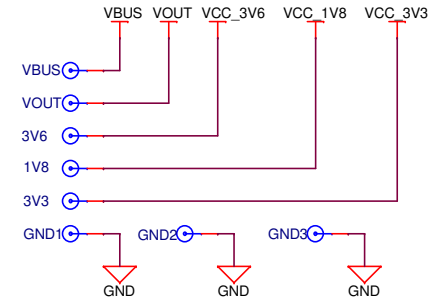 VBUS VOUT VCC_3V6 VCC_1V8 VCC_3V3
VBUS
VOUT
3V6
1V8
3V3
GND1 GND2 GND3
GND GND GND